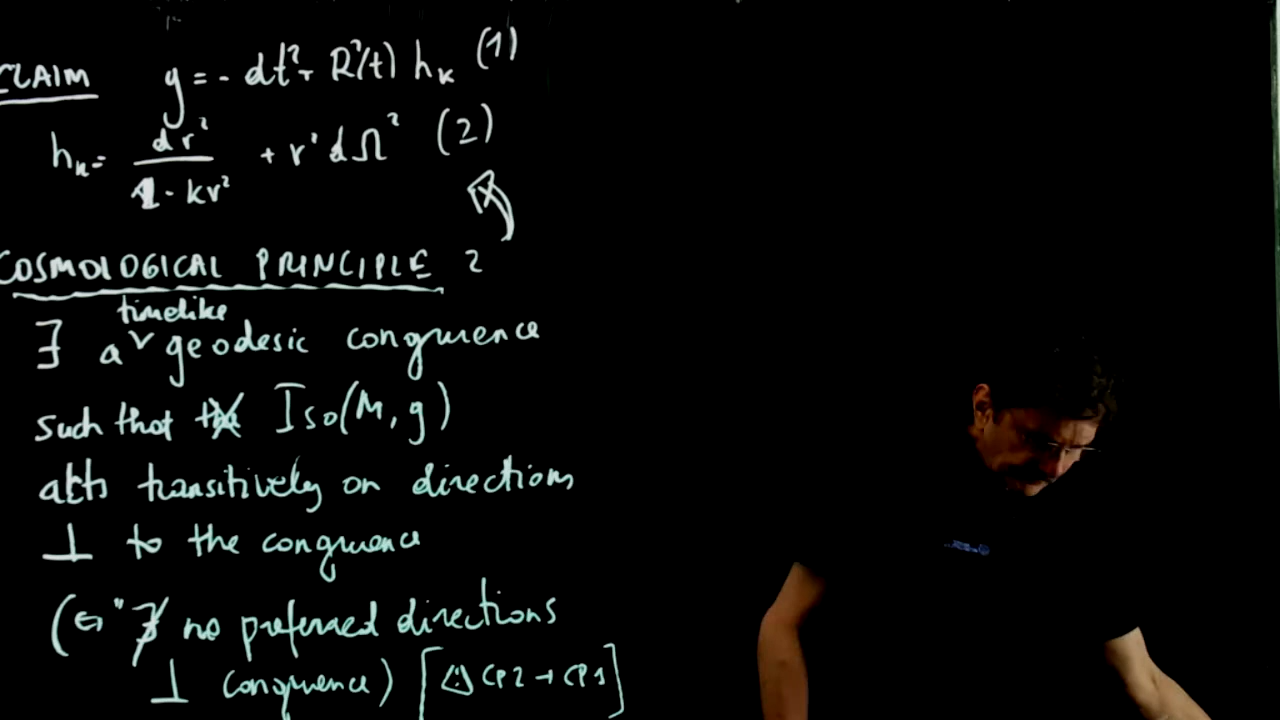 CLAIM g = - dt² + R²(t) h_k (1)
h_k = dr² / 1 - kr² + r² dΩ² (2)
COSMOLOGICAL PRINCIPLE 2
timelike
∃ a geodesic congruence
such that Iso(M, g)
acts transitively on directions
⊥ to the congruence
(⇔ " no preferred directions
⊥ congruence) [⚠ CP2 → CP1]